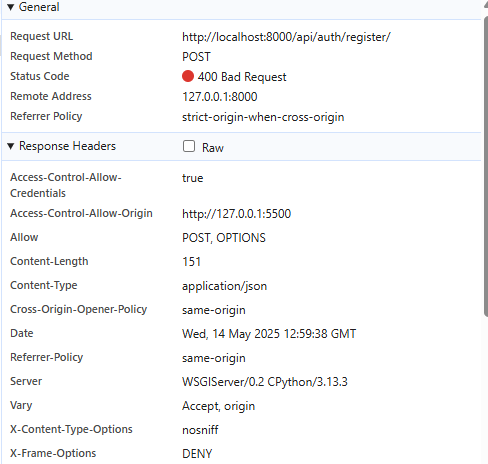 ▼ General
Request URL http://localhost:8000/api/auth/register/
Request Method POST
Status Code 400 Bad Request
Remote Address 127.0.0.1:8000
Referrer Policy strict-origin-when-cross-origin
▼ Response Headers Raw
Access-Control-Allow-Credentials true
Access-Control-Allow-Origin http://127.0.0.1:5500
Allow POST, OPTIONS
Content-Length 151
Content-Type application/json
Cross-Origin-Opener-Policy same-origin
Date Wed, 14 May 2025 12:59:38 GMT
Referrer-Policy same-origin
Server WSGIServer/0.2 CPython/3.13.3
Vary Accept, origin
X-Content-Type-Options nosniff
X-Frame-Options DENY